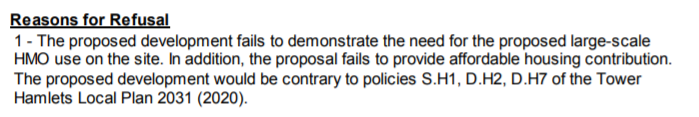 Reasons for Refusal
1 - The proposed development fails to demonstrate the need for the proposed large-scale
HMO use on the site. In addition, the proposal fails to provide affordable housing contribution.
The proposed development would be contrary to policies S.H1, D.H2, D.H7 of the Tower
Hamlets Local Plan 2031 (2020).